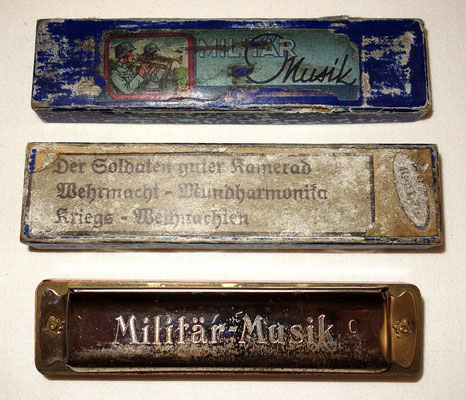 MILITÄR
Musik
Der Soldaten guter Kamerad
Wehrmacht - Mundharmonika
Kriegs - Weihnachten
Militär-Musik C